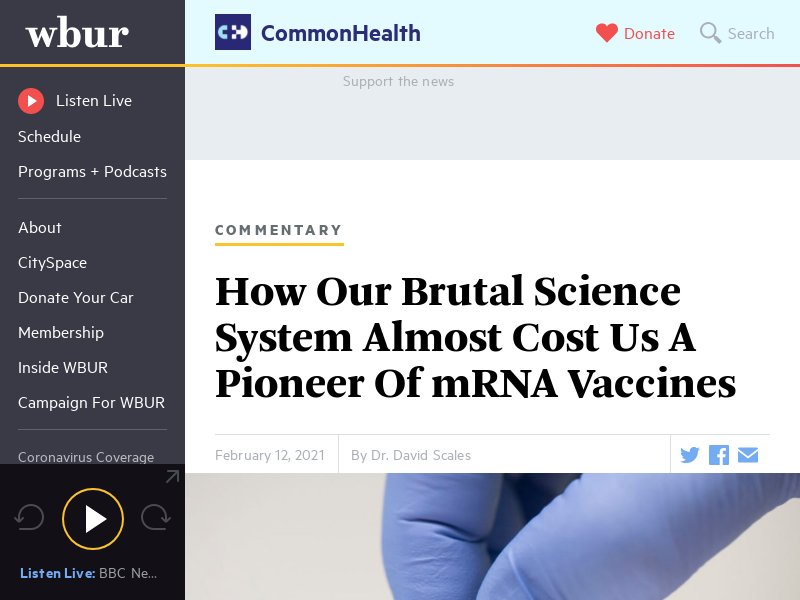 wbur
CommonHealth
Donate
Search
Support the news
Listen Live
Schedule
Programs + Podcasts
About
CitySpace
Donate Your Car
Membership
Inside WBUR
Campaign For WBUR
Coronavirus Coverage
Listen Live: BBC Ne...
COMMENTARY
How Our Brutal Science
System Almost Cost Us A
Pioneer Of mRNA Vaccines
February 12, 2021
By Dr. David Scales